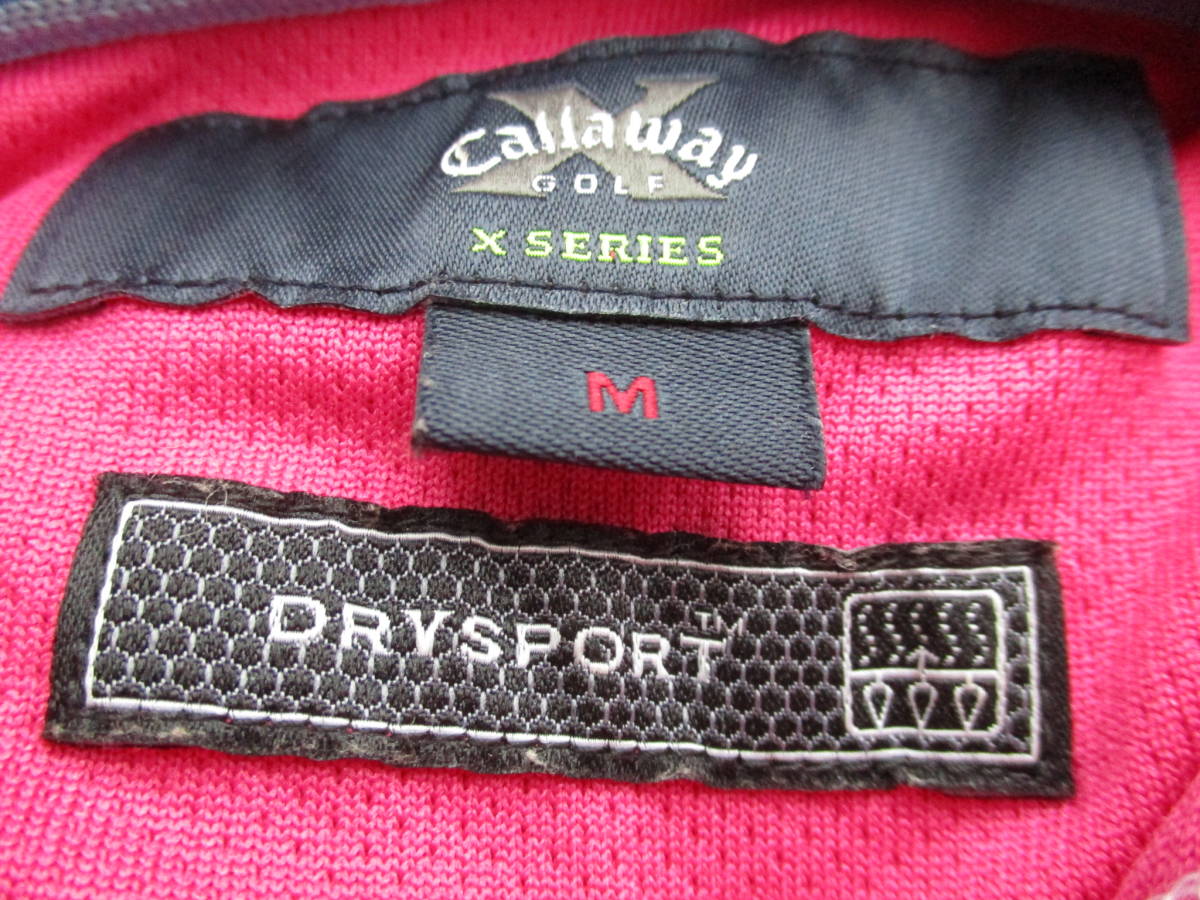 Callaway
GOLF
X SERIES
M
DRYSPORT™